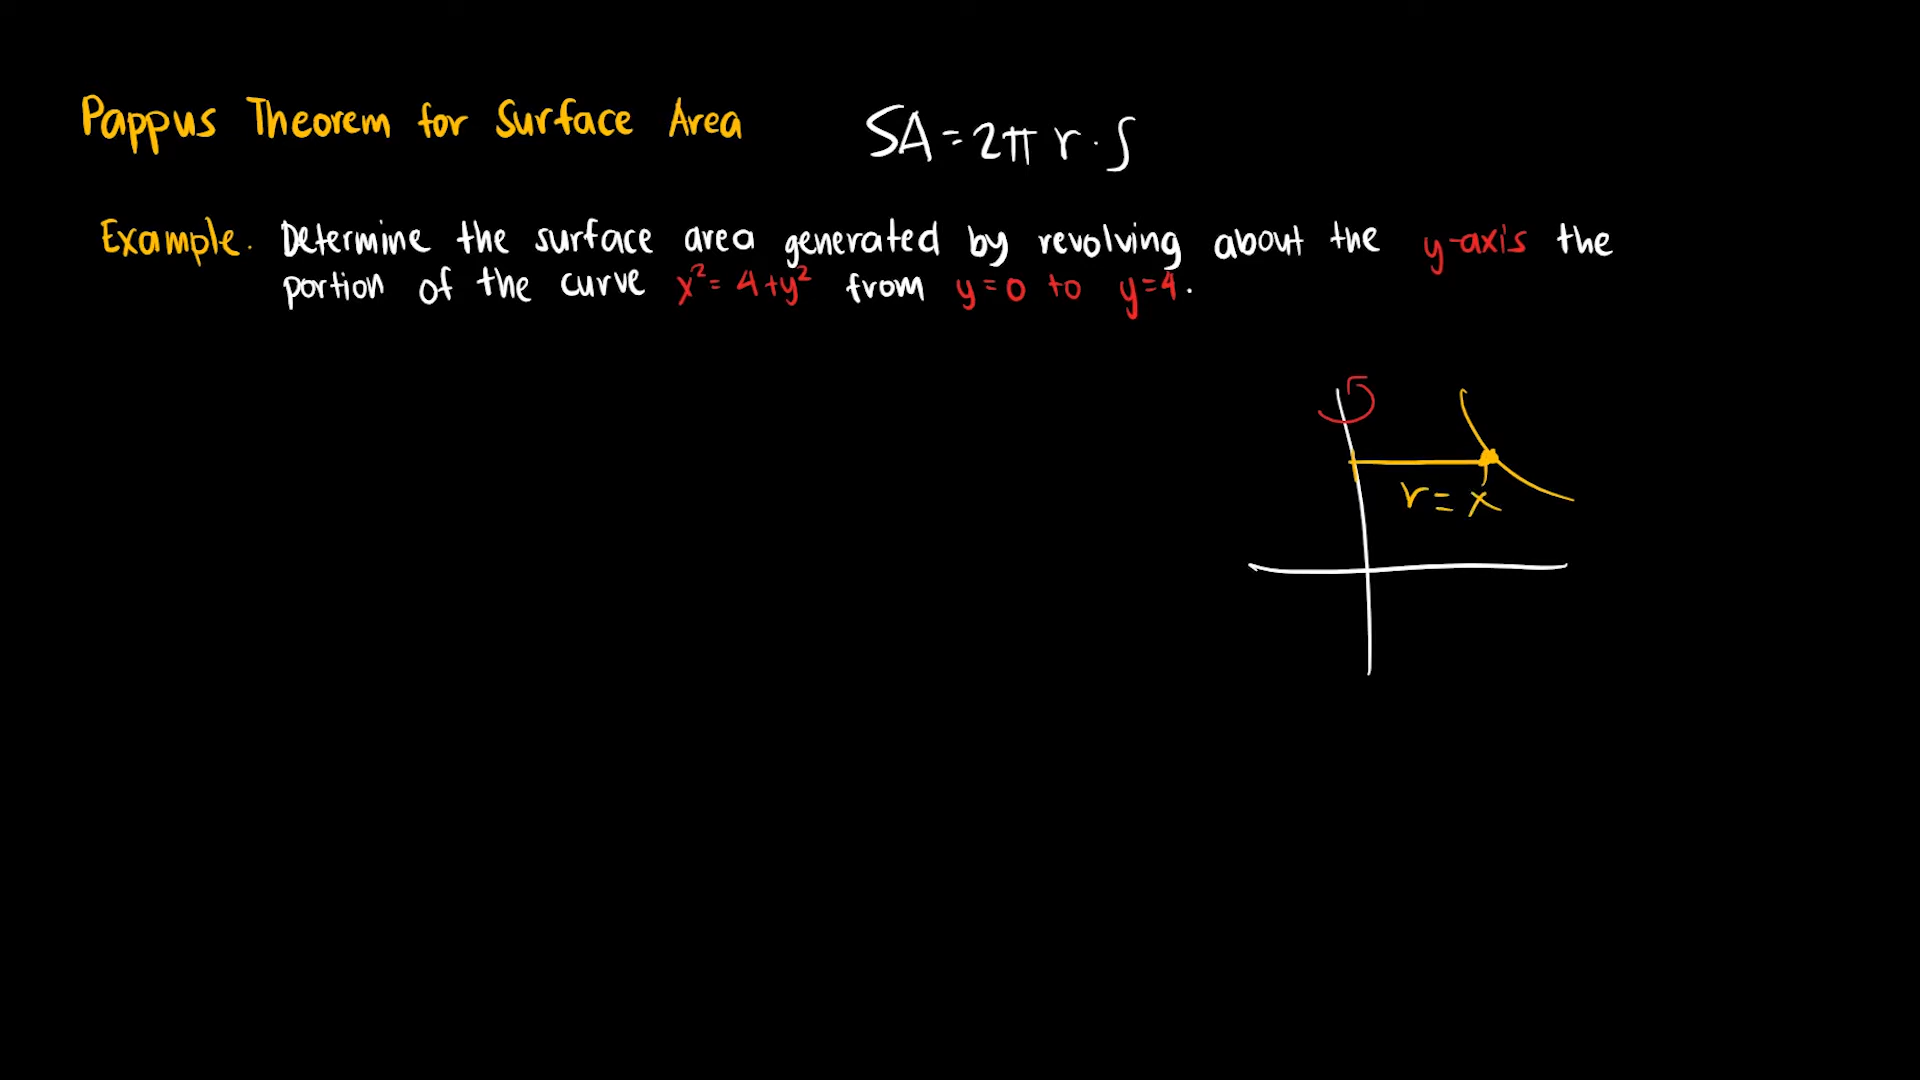 Pappus Theorem for Surface Area SA = 2π r · S
Example. Determine the surface area generated by revolving about the y-axis the
portion of the curve x² = 4+y² from y=0 to y=4.
r = x